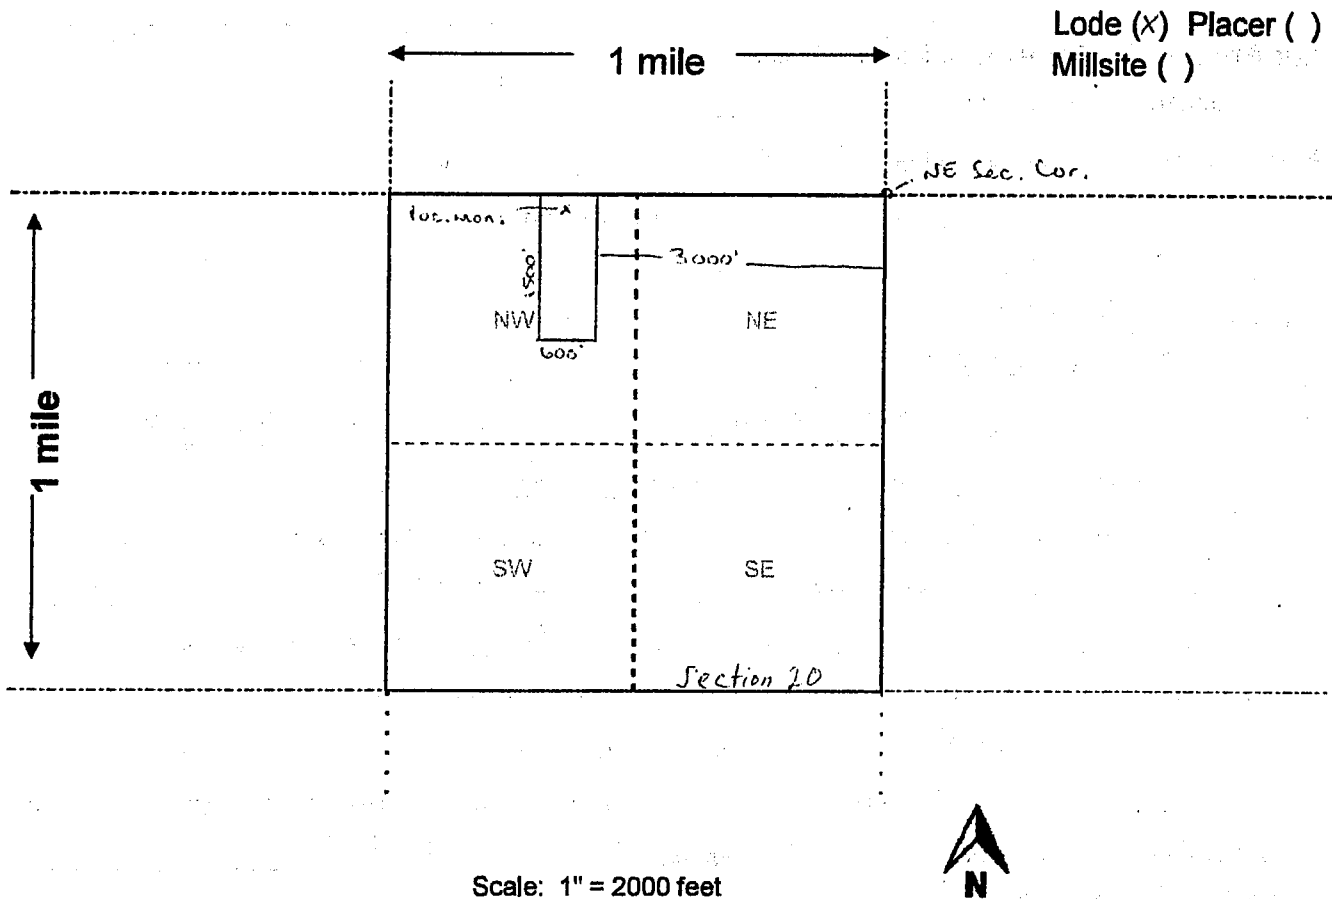 Lode (X) Placer ( )
1 mile
Millsite ( )
NE Sec. Cor.
Loc. mon. x
3000'
1500'
NW
NE
600'
1 mile
SW
SE
Section 20
Scale: 1" = 2000 feet
N